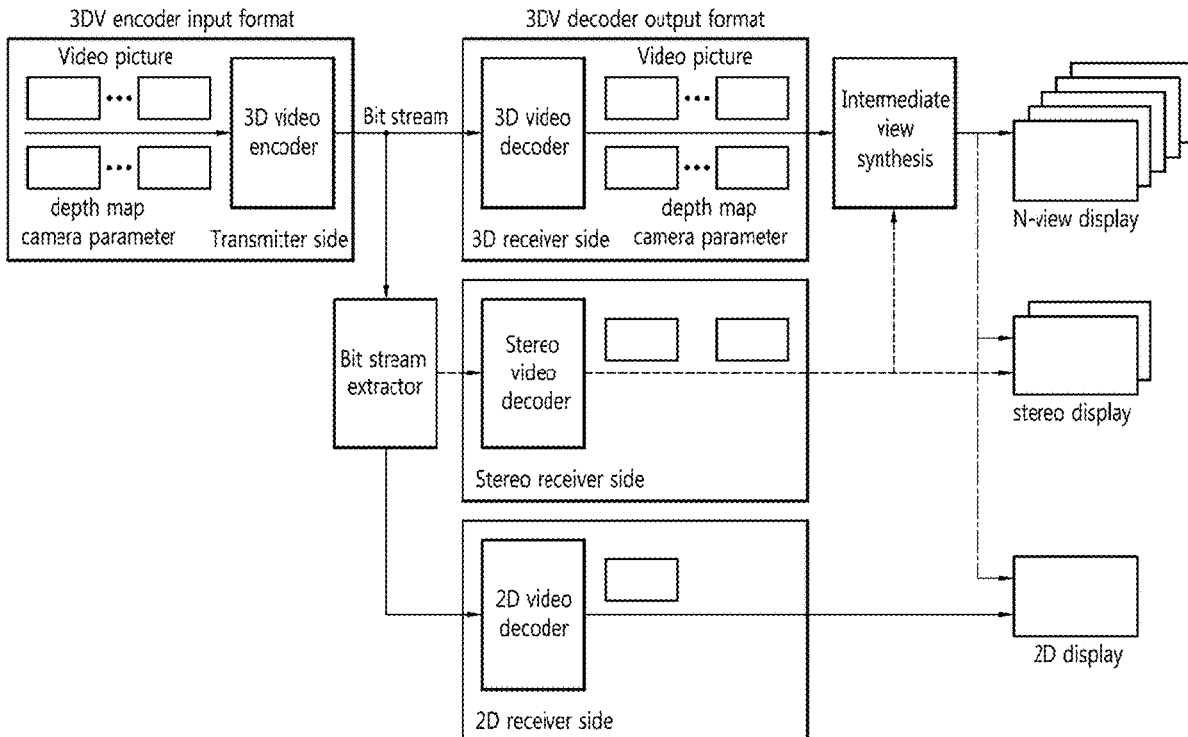 3DV encoder input format
3DV decoder output format
Video picture
3D video
encoder
depth map
camera parameter
Transmitter side
Bit stream
3D video
decoder
Video picture
depth map
camera parameter
3D receiver side
Intermediate
view
synthesis
N-view display
Bit stream
extractor
Stereo
video
decoder
Stereo receiver side
stereo display
2D video
decoder
2D receiver side
2D display